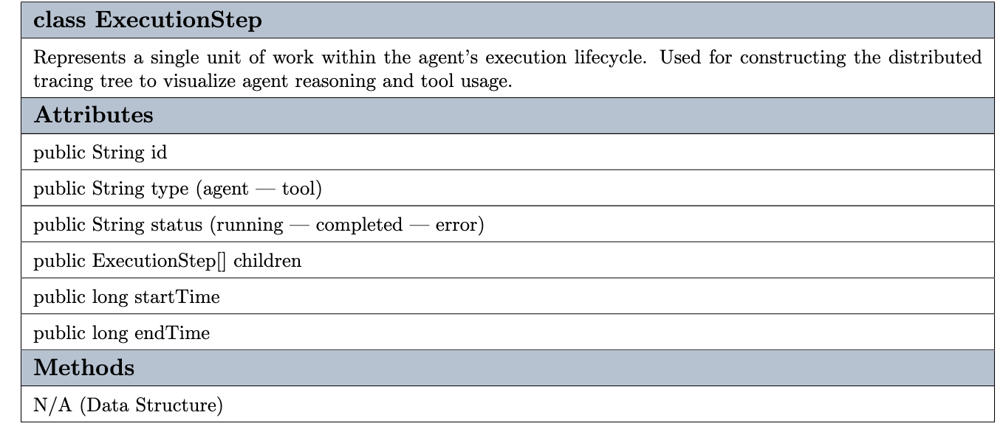 class ExecutionStep
Represents a single unit of work within the agent’s execution lifecycle. Used for constructing the distributed
tracing tree to visualize agent reasoning and tool usage.
Attributes
public String id
public String type (agent — tool)
public String status (running — completed — error)
public ExecutionStep[] children
public long startTime
public long endTime
Methods
N/A (Data Structure)